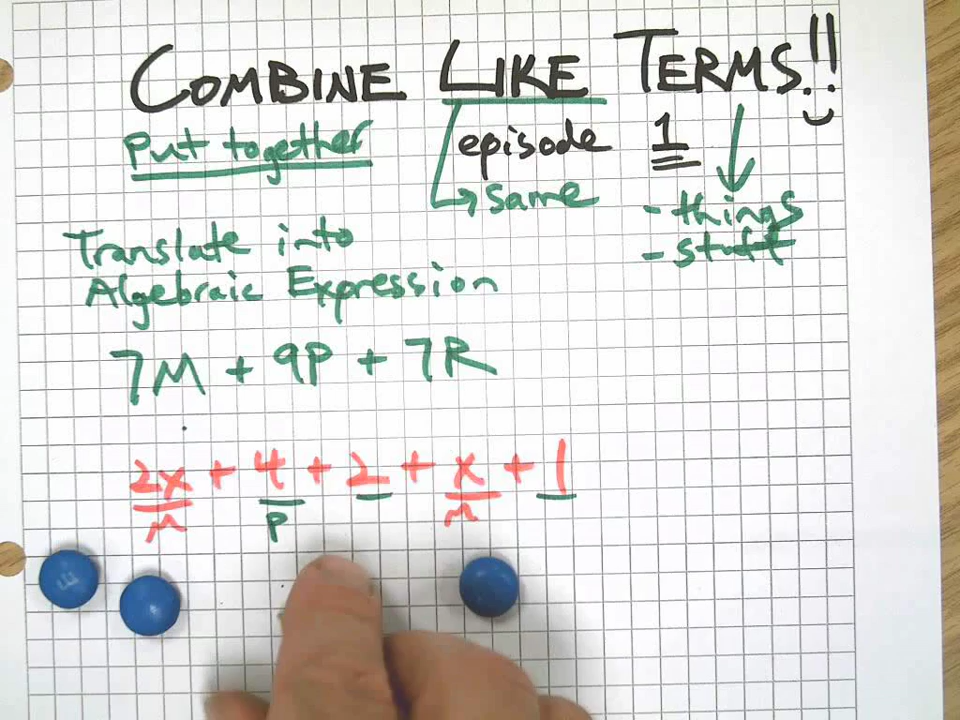 COMBINE LIKE TERMS!!
Put together
episode 1
same
- things
- stuff
Translate into
Algebraic Expression
7M + 9P + 7R
2x + 4 + 2 + x + 1
M P M
m